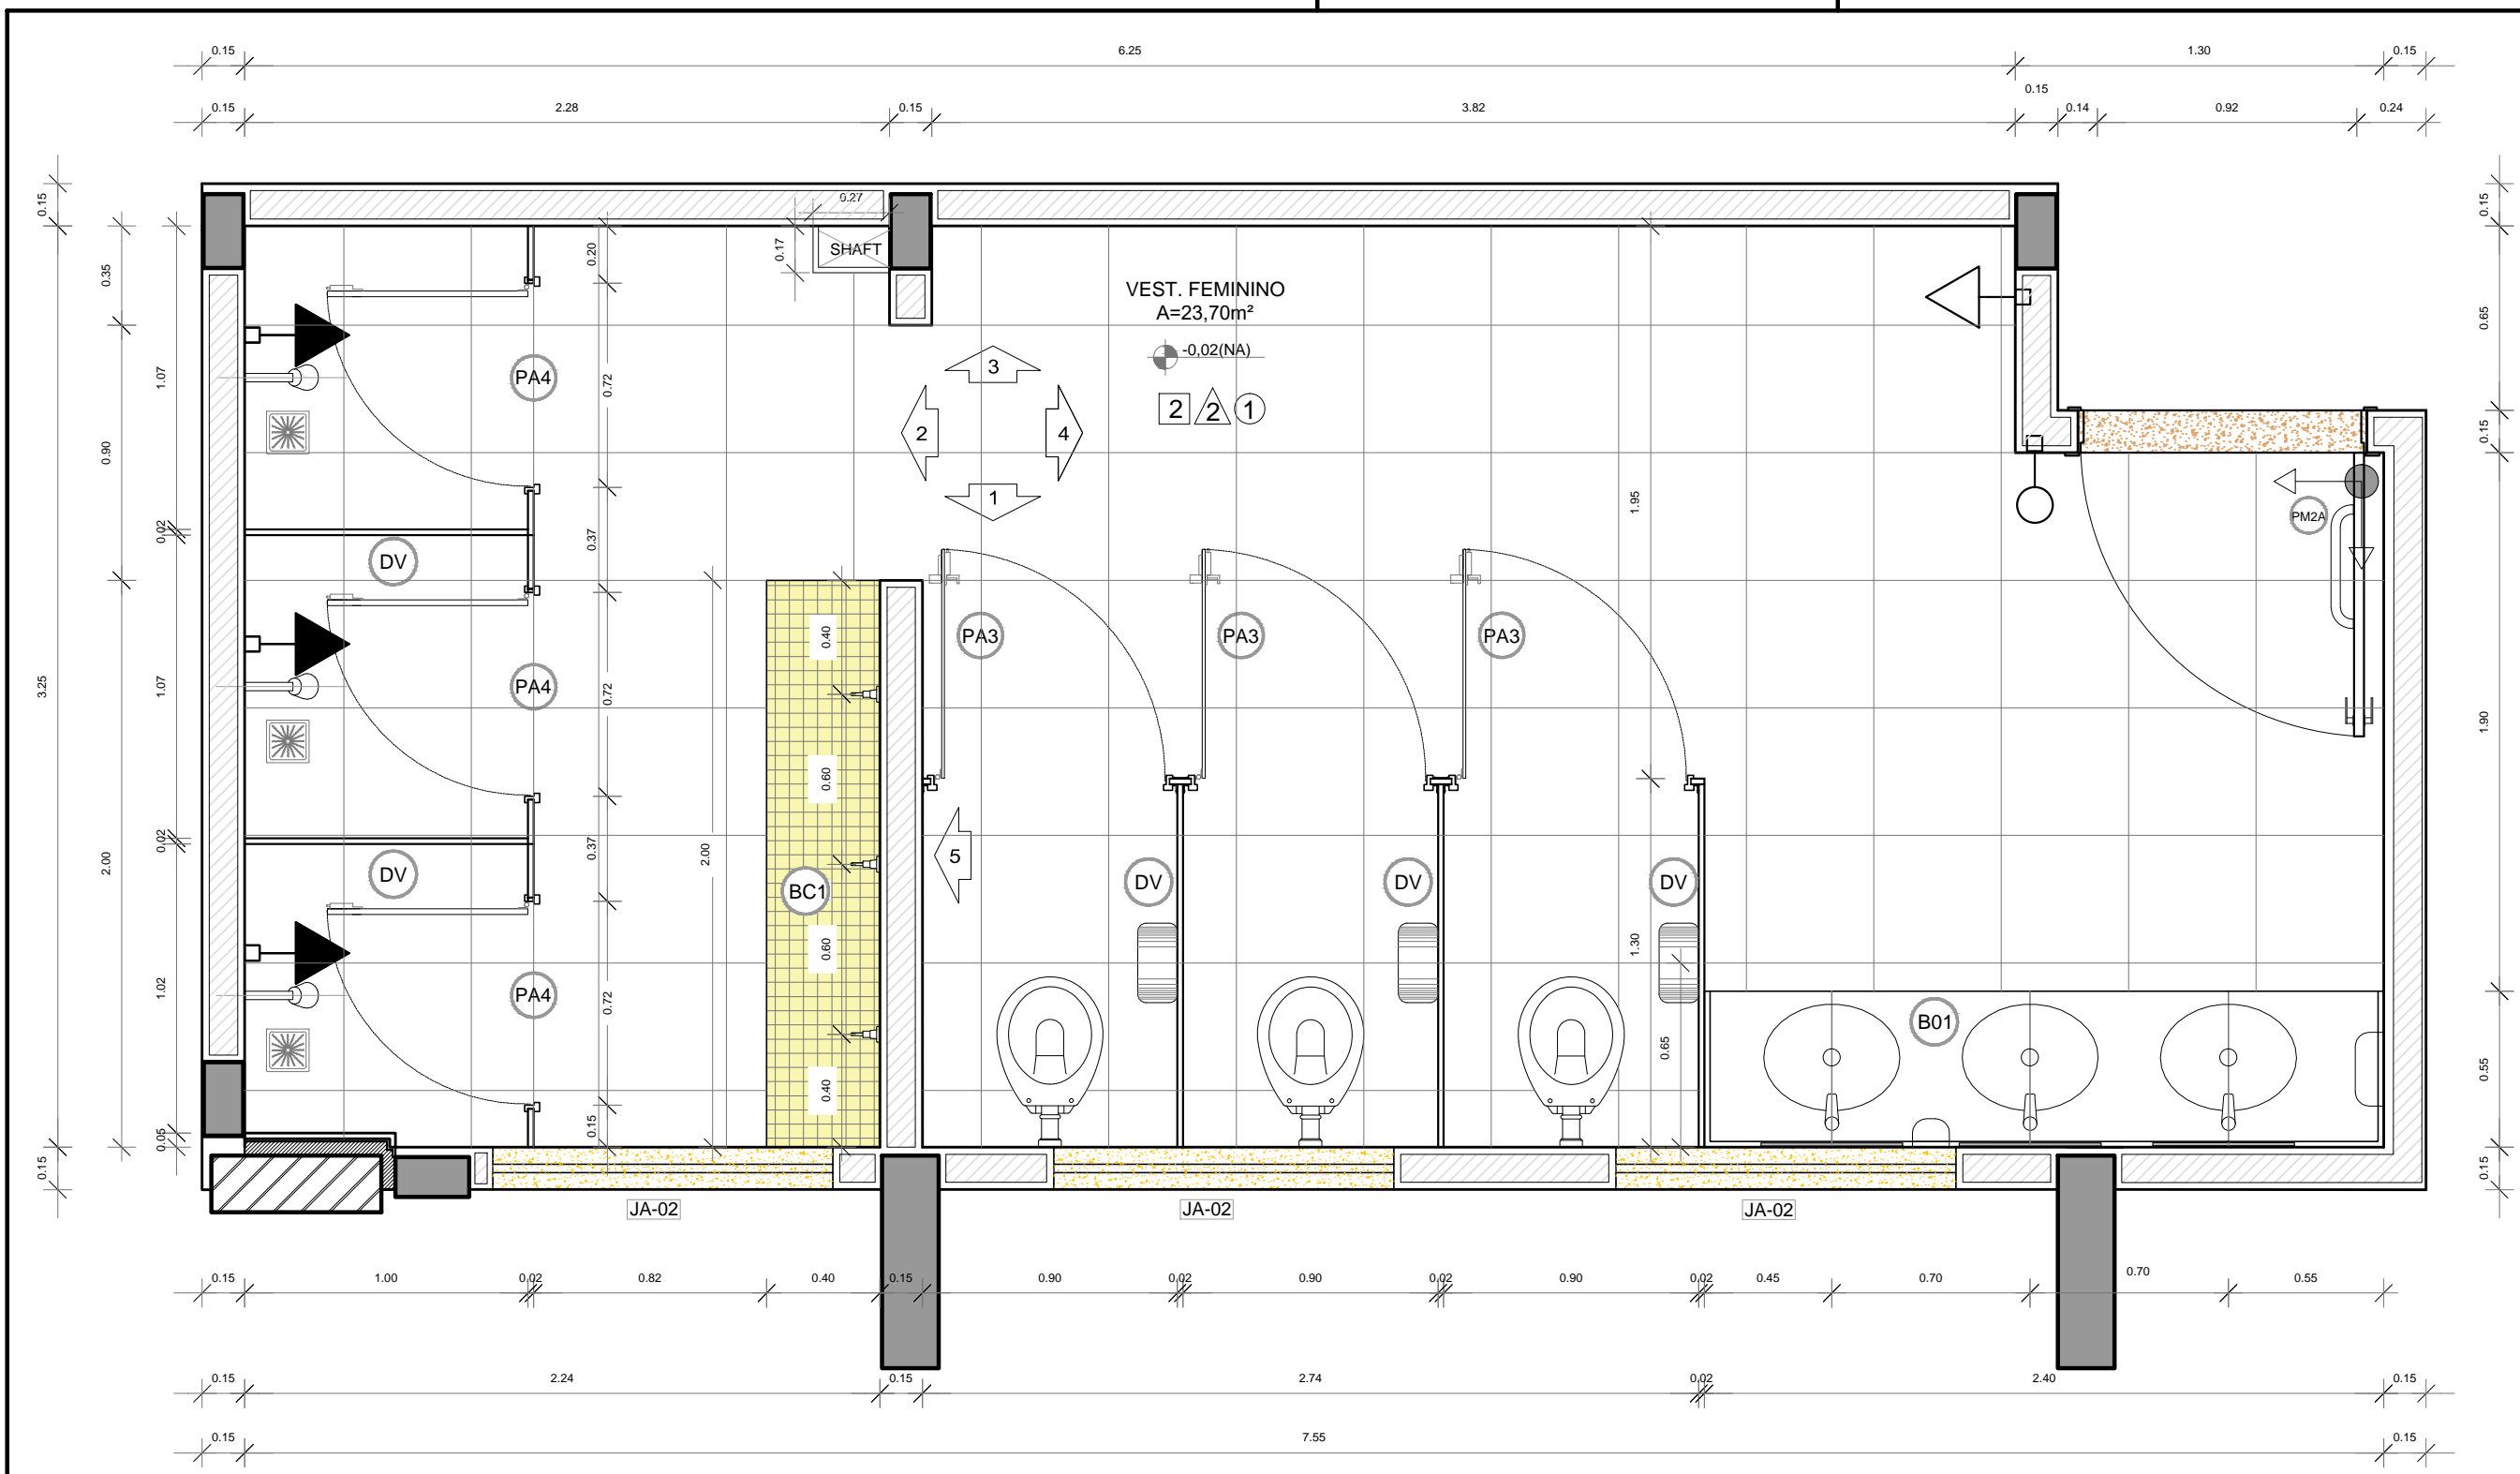 0.15 6.25 1.30 0.15
0.15 2.28 0.15 3.82 0.15 0.14 0.92 0.24
0.15 0.27 0.15
0.35 0.20 0.17 SHAFT
VEST. FEMININO
A=23,70m²
-0,02(NA)
2 2 1
3
2 4
1
0.65
0.15
1.07 PA4 0.72
0.90
0.02 0.37 1.95
DV PM2A
0.40 PA3 PA3 PA3
3.25 1.07 PA4 0.72 1.90
0.60
0.02 0.37 2.00 5
2.00 DV BC1 DV DV DV
0.60 1.30
1.02 PA4 0.72 0.65 B01 0.55
0.40
0.05 0.15
0.15 0.15
JA-02 JA-02 JA-02
0.15 1.00 0.02 0.82 0.40 0.15 0.90 0.02 0.90 0.02 0.90 0.02 0.45 0.70 0.70 0.55
0.15 2.24 0.15 2.74 0.02 2.40 0.15
0.15 7.55 0.15